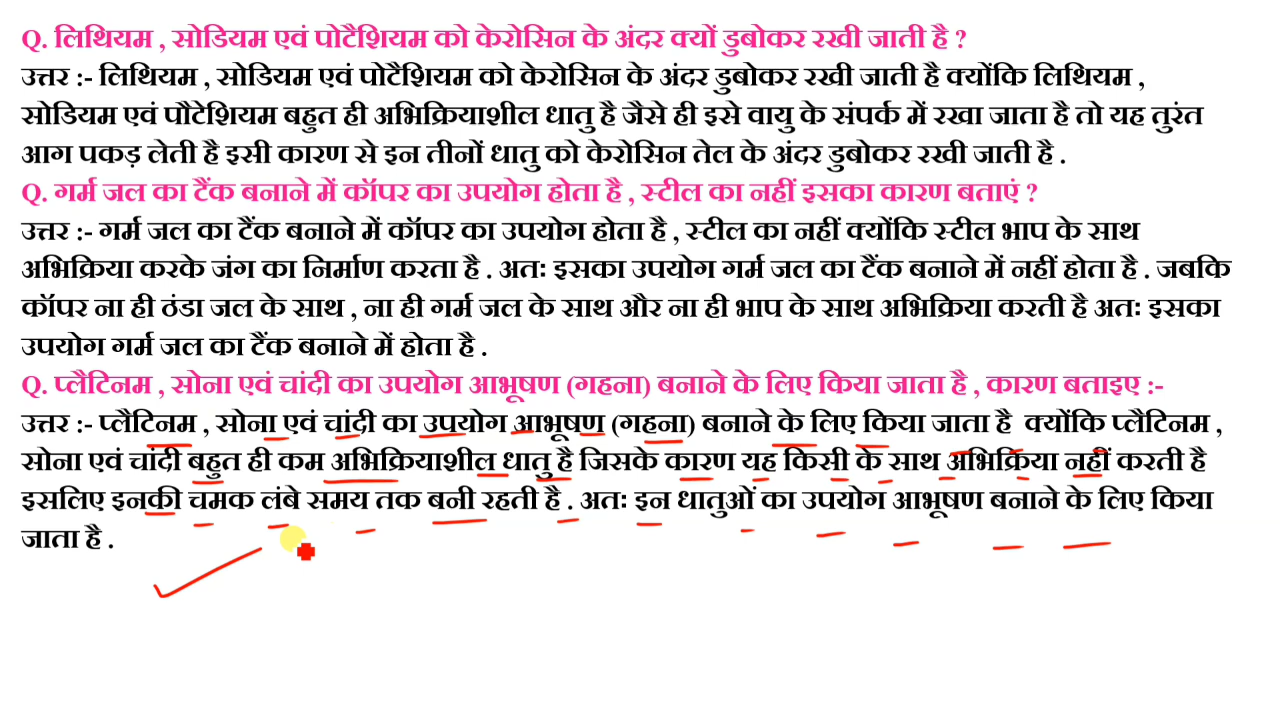 Q. लिथियम , सोडियम एवं पोटैशियम को केरोसिन के अंदर क्यों डुबोकर रखी जाती है ?
उत्तर :- लिथियम , सोडियम एवं पोटैशियम को केरोसिन के अंदर डुबोकर रखी जाती है क्योंकि लिथियम ,
सोडियम एवं पौटेशियम बहुत ही अभिक्रियाशील धातु है जैसे ही इसे वायु के संपर्क में रखा जाता है तो यह तुरंत
आग पकड़ लेती है इसी कारण से इन तीनों धातु को केरोसिन तेल के अंदर डुबोकर रखी जाती है .
Q. गर्म जल का टैंक बनाने में कॉपर का उपयोग होता है , स्टील का नहीं इसका कारण बताएं ?
उत्तर :- गर्म जल का टैंक बनाने में कॉपर का उपयोग होता है , स्टील का नहीं क्योंकि स्टील भाप के साथ
अभिक्रिया करके जंग का निर्माण करता है . अतः इसका उपयोग गर्म जल का टैंक बनाने में नहीं होता है . जबकि
कॉपर ना ही ठंडा जल के साथ , ना ही गर्म जल के साथ और ना ही भाप के साथ अभिक्रिया करती है अतः इसका
उपयोग गर्म जल का टैंक बनाने में होता है .
Q. प्लैटिनम , सोना एवं चांदी का उपयोग आभूषण (गहना) बनाने के लिए किया जाता है , कारण बताइए :-
उत्तर :- प्लैटिनम , सोना एवं चांदी का उपयोग आभूषण (गहना) बनाने के लिए किया जाता है क्योंकि प्लैटिनम ,
सोना एवं चांदी बहुत ही कम अभिक्रियाशील धातु है जिसके कारण यह किसी के साथ अभिक्रिया नहीं करती है
इसलिए इनकी चमक लंबे समय तक बनी रहती है . अतः इन धातुओं का उपयोग आभूषण बनाने के लिए किया
जाता है .